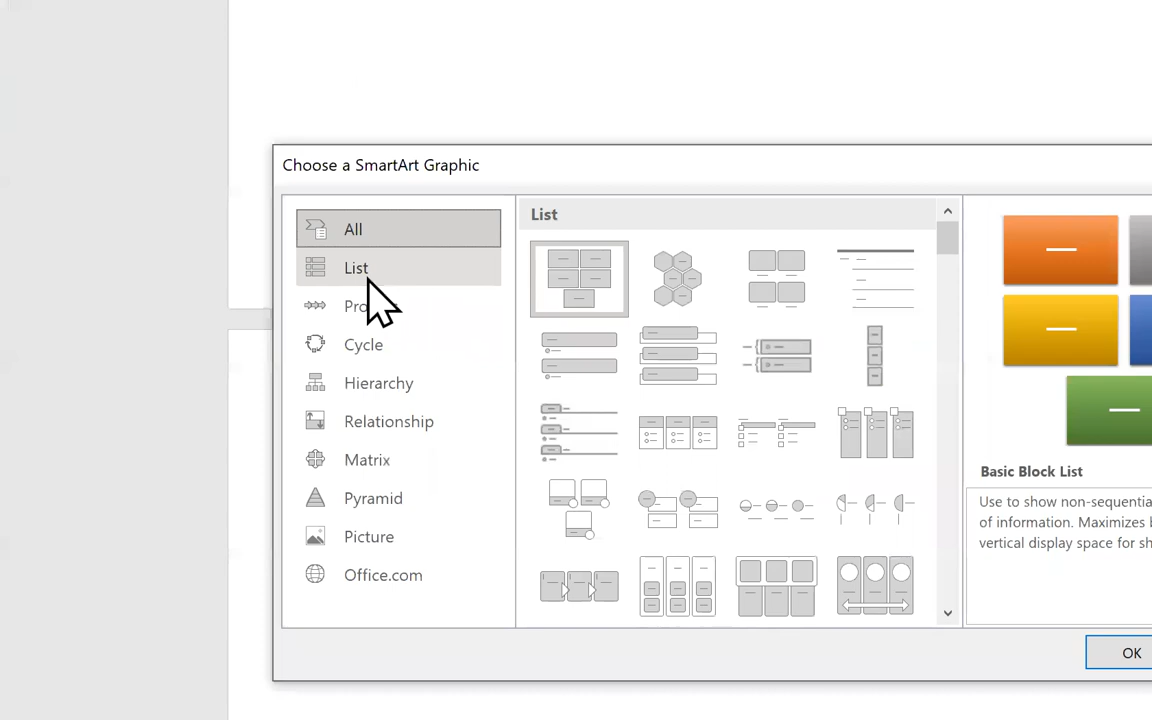 Choose a SmartArt Graphic
All
List
Process
Cycle
Hierarchy
Relationship
Matrix
Pyramid
Picture
Office.com
List
Basic Block List
Use to show non-sequentia
of information. Maximizes b
vertical display space for sh
OK